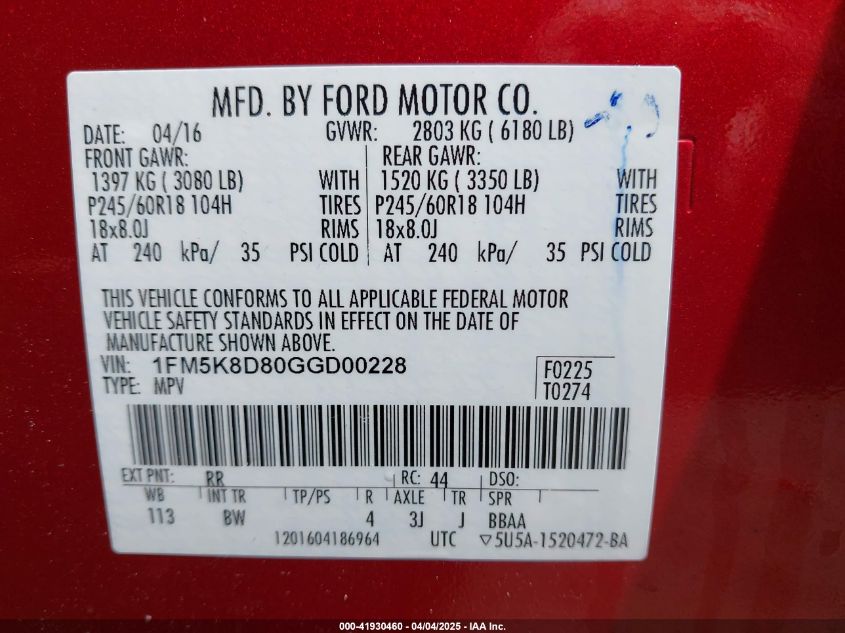 MFD. BY FORD MOTOR CO.
DATE: 04/16 GVWR: 2803 KG ( 6180 LB)
FRONT GAWR: REAR GAWR:
1397 KG ( 3080 LB) WITH 1520 KG ( 3350 LB) WITH
P245/60R18 104H TIRES P245/60R18 104H TIRES
18x8.0J RIMS 18x8.0J RIMS
AT 240 kPa/ 35 PSI COLD AT 240 kPa/ 35 PSI COLD
THIS VEHICLE CONFORMS TO ALL APPLICABLE FEDERAL MOTOR
VEHICLE SAFETY STANDARDS IN EFFECT ON THE DATE OF
MANUFACTURE SHOWN ABOVE.
VIN: 1FM5K8D80GGD00228 F0225
TYPE: MPV T0274
EXT PNT: RR RC: 44 DSO:
WB INT TR TP/PS R AXLE TR SPR
113 BW 4 3J J BBAA
1201604186964 UTC ▽5U5A-1520472-BA
000-41930460 - 04/04/2025 - IAA Inc.